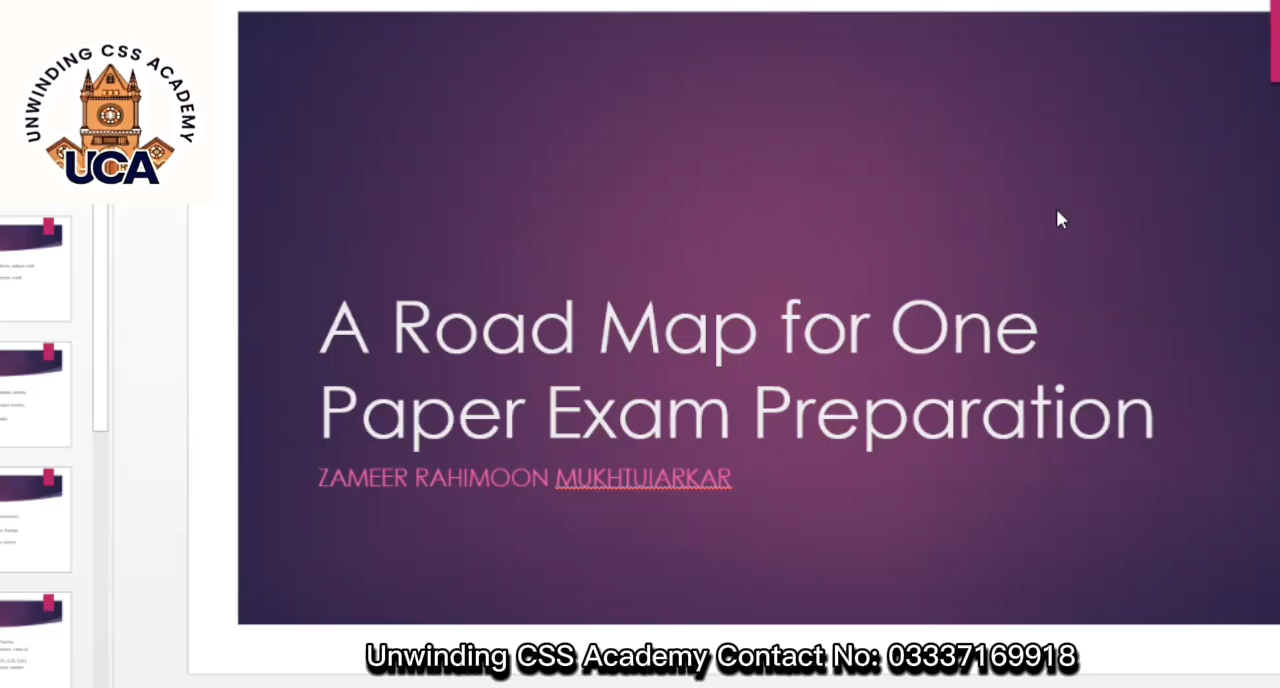 UNWINDING CSS ACADEMY
UCA
A Road Map for One
Paper Exam Preparation
ZAMEER RAHIMOON MUKHTUIARKAR
Unwinding CSS Academy Contact No: 03337169918